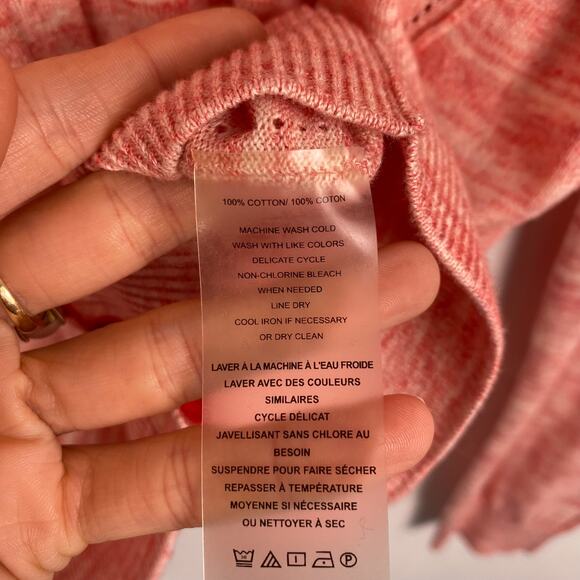 100% COTTON/ 100% COTON
MACHINE WASH COLD
WASH WITH LIKE COLORS
DELICATE CYCLE
NON-CHLORINE BLEACH
WHEN NEEDED
LINE DRY
COOL IRON IF NECESSARY
OR DRY CLEAN
LAVER À LA MACHINE À L'EAU FROIDE
LAVER AVEC DES COULEURS
SIMILAIRES
CYCLE DÉLICAT
JAVELLISANT SANS CHLORE AU
BESOIN
SUSPENDRE POUR FAIRE SÉCHER
REPASSER À TEMPÉRATURE
MOYENNE SI NÉCESSAIRE
OU NETTOYER À SEC